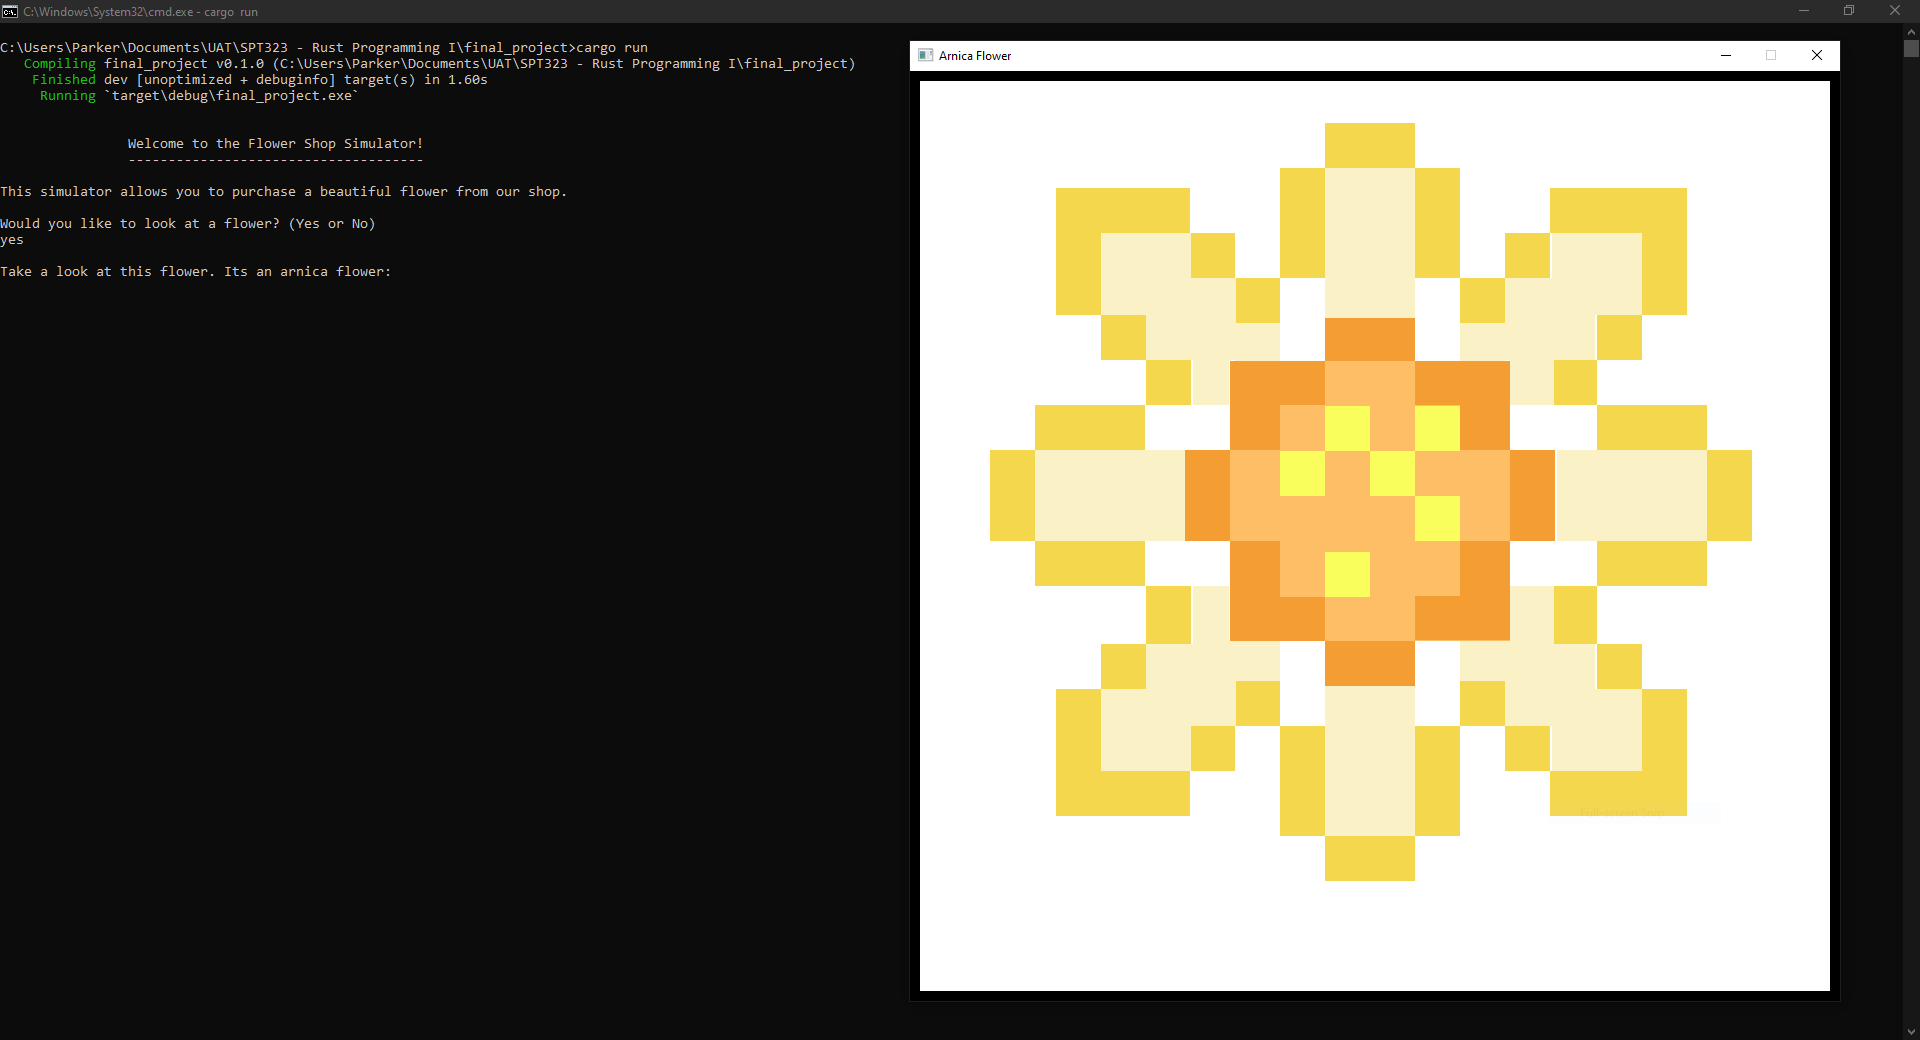 C:\Windows\System32\cmd.exe - cargo  run
C:\Users\Parker\Documents\UAT\SPT323 - Rust Programming I\final_project>cargo run
Compiling final_project v0.1.0 (C:\Users\Parker\Documents\UAT\SPT323 - Rust Programming I\final_project)
Finished dev [unoptimized + debuginfo] target(s) in 1.60s
Running `target\debug\final_project.exe`
Welcome to the Flower Shop Simulator!
-------------------------------------
This simulator allows you to purchase a beautiful flower from our shop.
Would you like to look at a flower? (Yes or No)
yes
Take a look at this flower. Its an arnica flower:
Arnica Flower